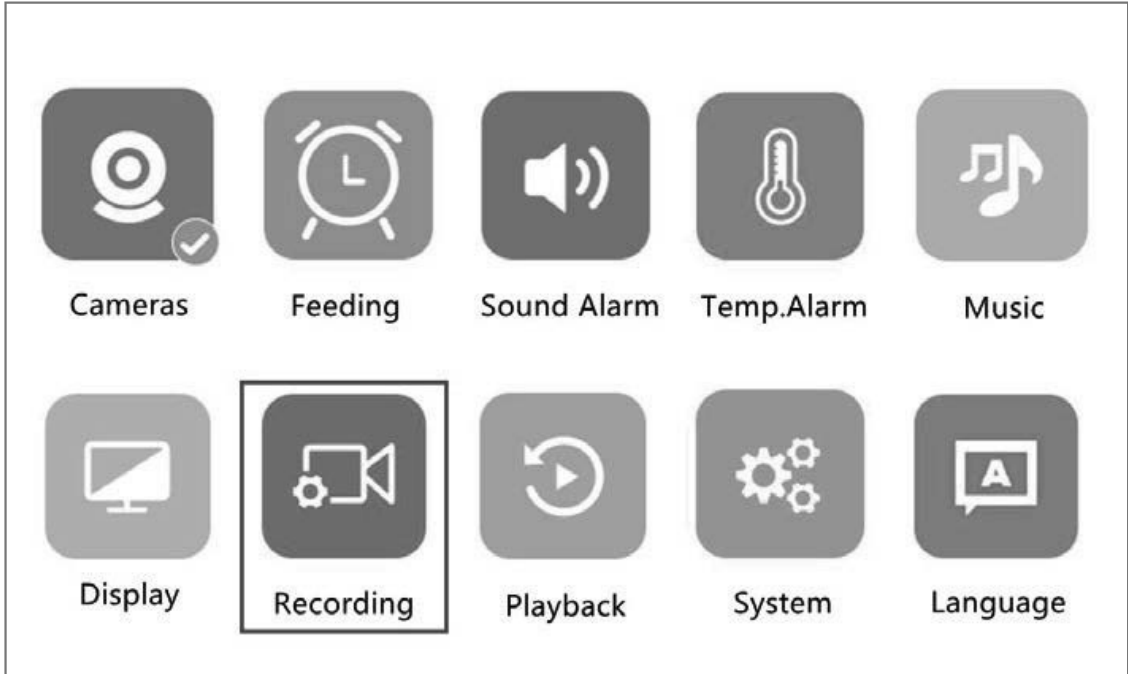 Cameras
Feeding
Sound Alarm
Temp.Alarm
Music
A
Display
Recording
Playback
System
Language